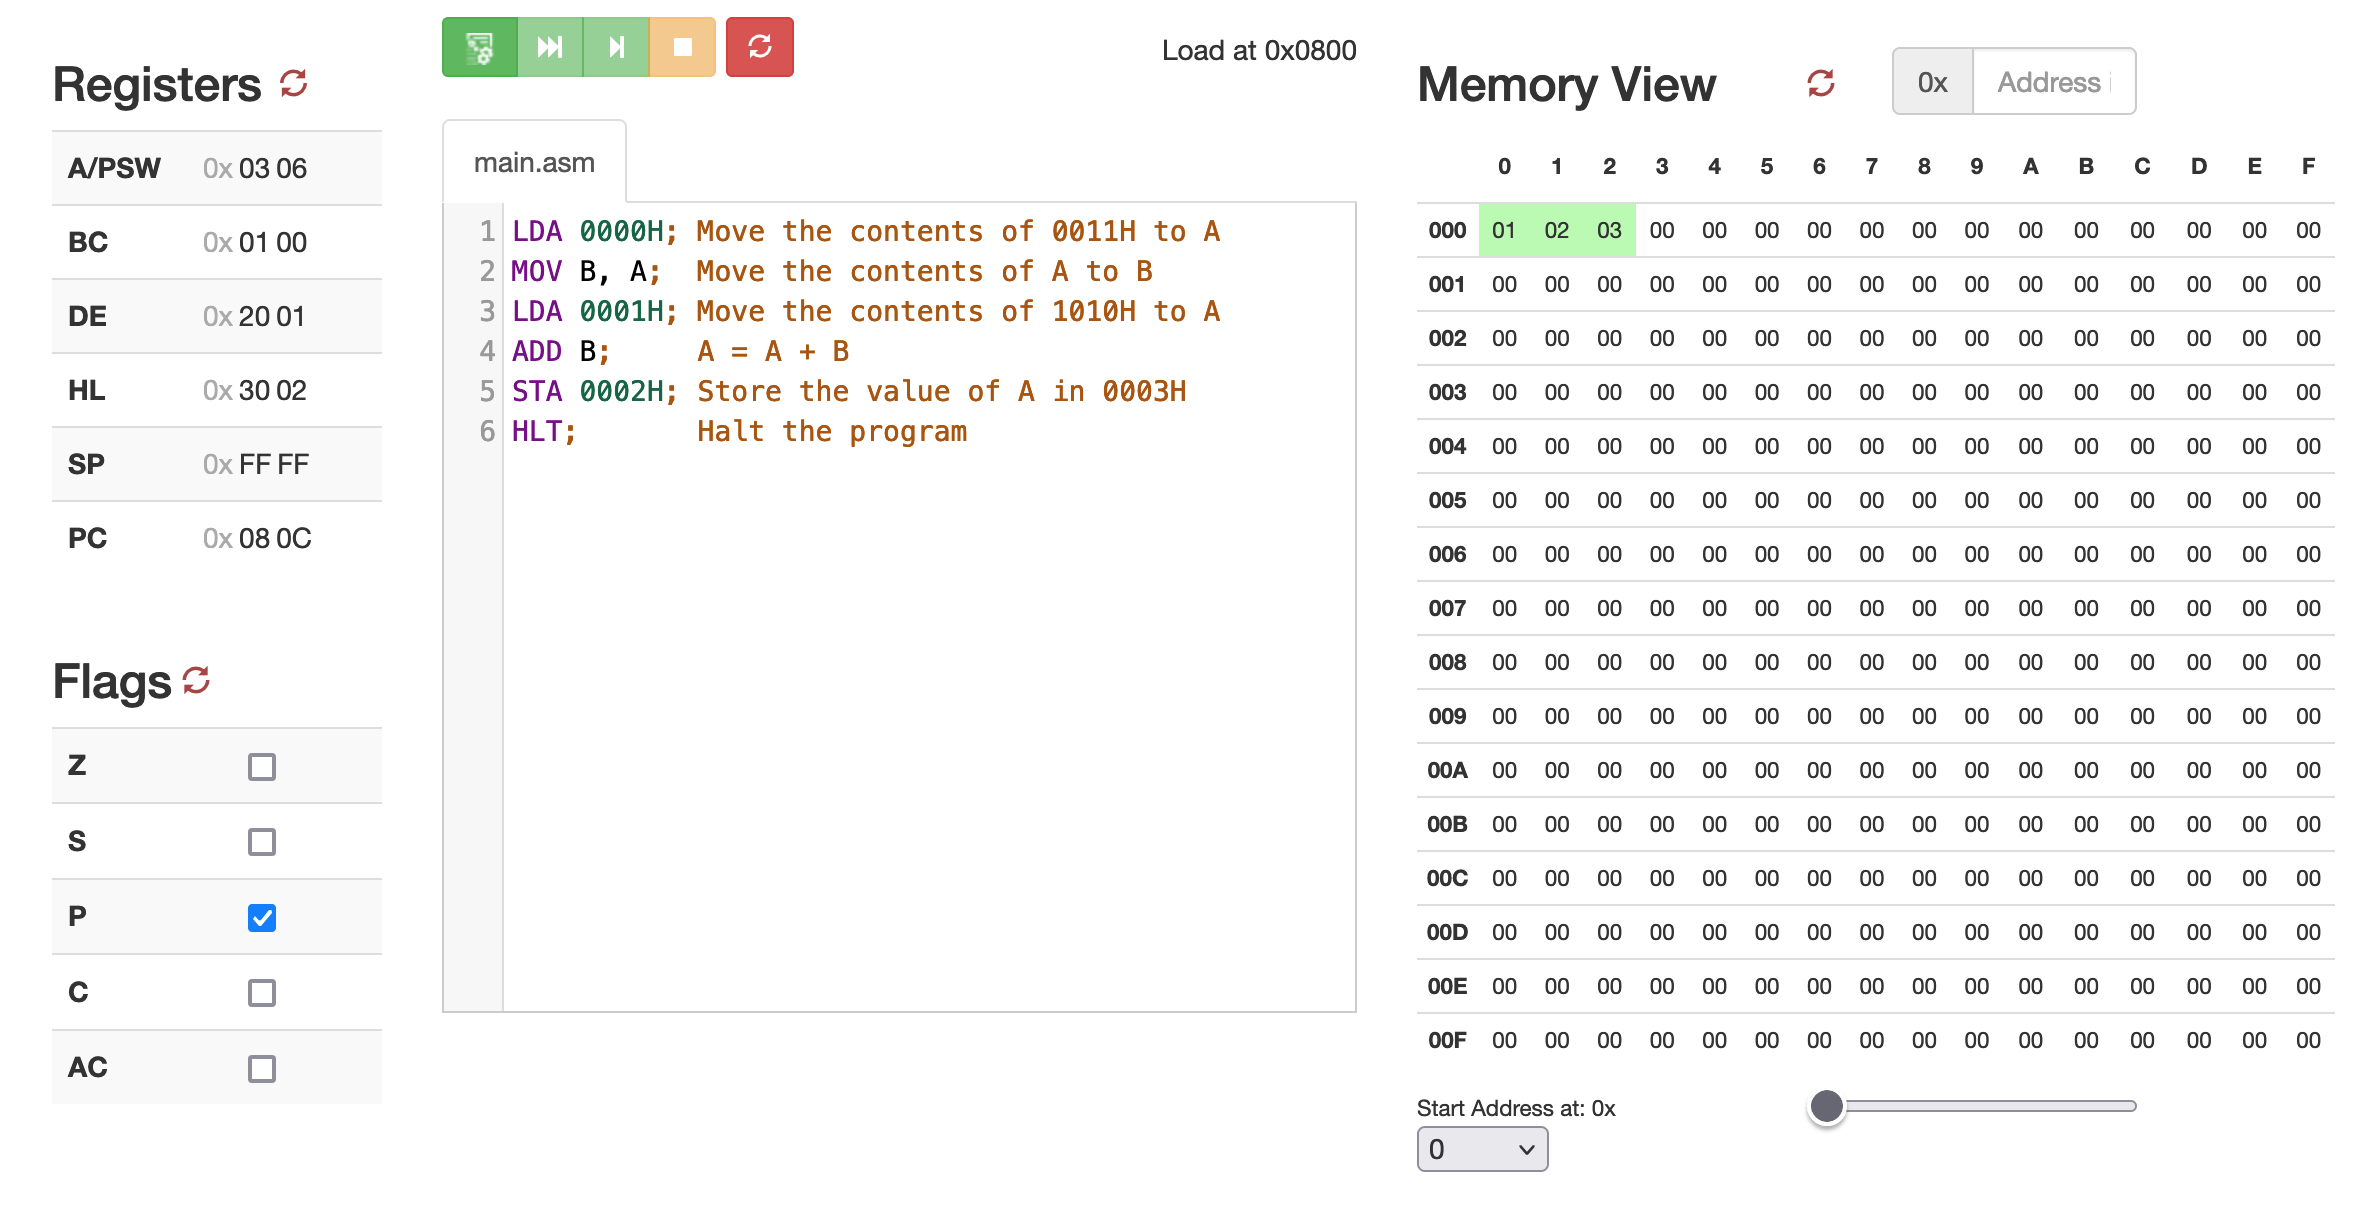 Registers
A/PSW 0x 03 06
BC 0x 01 00
DE 0x 20 01
HL 0x 30 02
SP 0x FF FF
PC 0x 08 0C
Flags
Z
S
P
C
AC
Load at 0x0800
main.asm
1 LDA 0000H; Move the contents of 0011H to A
2 MOV B, A;  Move the contents of A to B
3 LDA 0001H; Move the contents of 1010H to A
4 ADD B;     A = A + B
5 STA 0002H; Store the value of A in 0003H
6 HLT;       Halt the program
Memory View
0x Address
0 1 2 3 4 5 6 7 8 9 A B C D E F
000 01 02 03 00 00 00 00 00 00 00 00 00 00 00 00 00
001 00 00 00 00 00 00 00 00 00 00 00 00 00 00 00 00
002 00 00 00 00 00 00 00 00 00 00 00 00 00 00 00 00
003 00 00 00 00 00 00 00 00 00 00 00 00 00 00 00 00
004 00 00 00 00 00 00 00 00 00 00 00 00 00 00 00 00
005 00 00 00 00 00 00 00 00 00 00 00 00 00 00 00 00
006 00 00 00 00 00 00 00 00 00 00 00 00 00 00 00 00
007 00 00 00 00 00 00 00 00 00 00 00 00 00 00 00 00
008 00 00 00 00 00 00 00 00 00 00 00 00 00 00 00 00
009 00 00 00 00 00 00 00 00 00 00 00 00 00 00 00 00
00A 00 00 00 00 00 00 00 00 00 00 00 00 00 00 00 00
00B 00 00 00 00 00 00 00 00 00 00 00 00 00 00 00 00
00C 00 00 00 00 00 00 00 00 00 00 00 00 00 00 00 00
00D 00 00 00 00 00 00 00 00 00 00 00 00 00 00 00 00
00E 00 00 00 00 00 00 00 00 00 00 00 00 00 00 00 00
00F 00 00 00 00 00 00 00 00 00 00 00 00 00 00 00 00
Start Address at: 0x
0